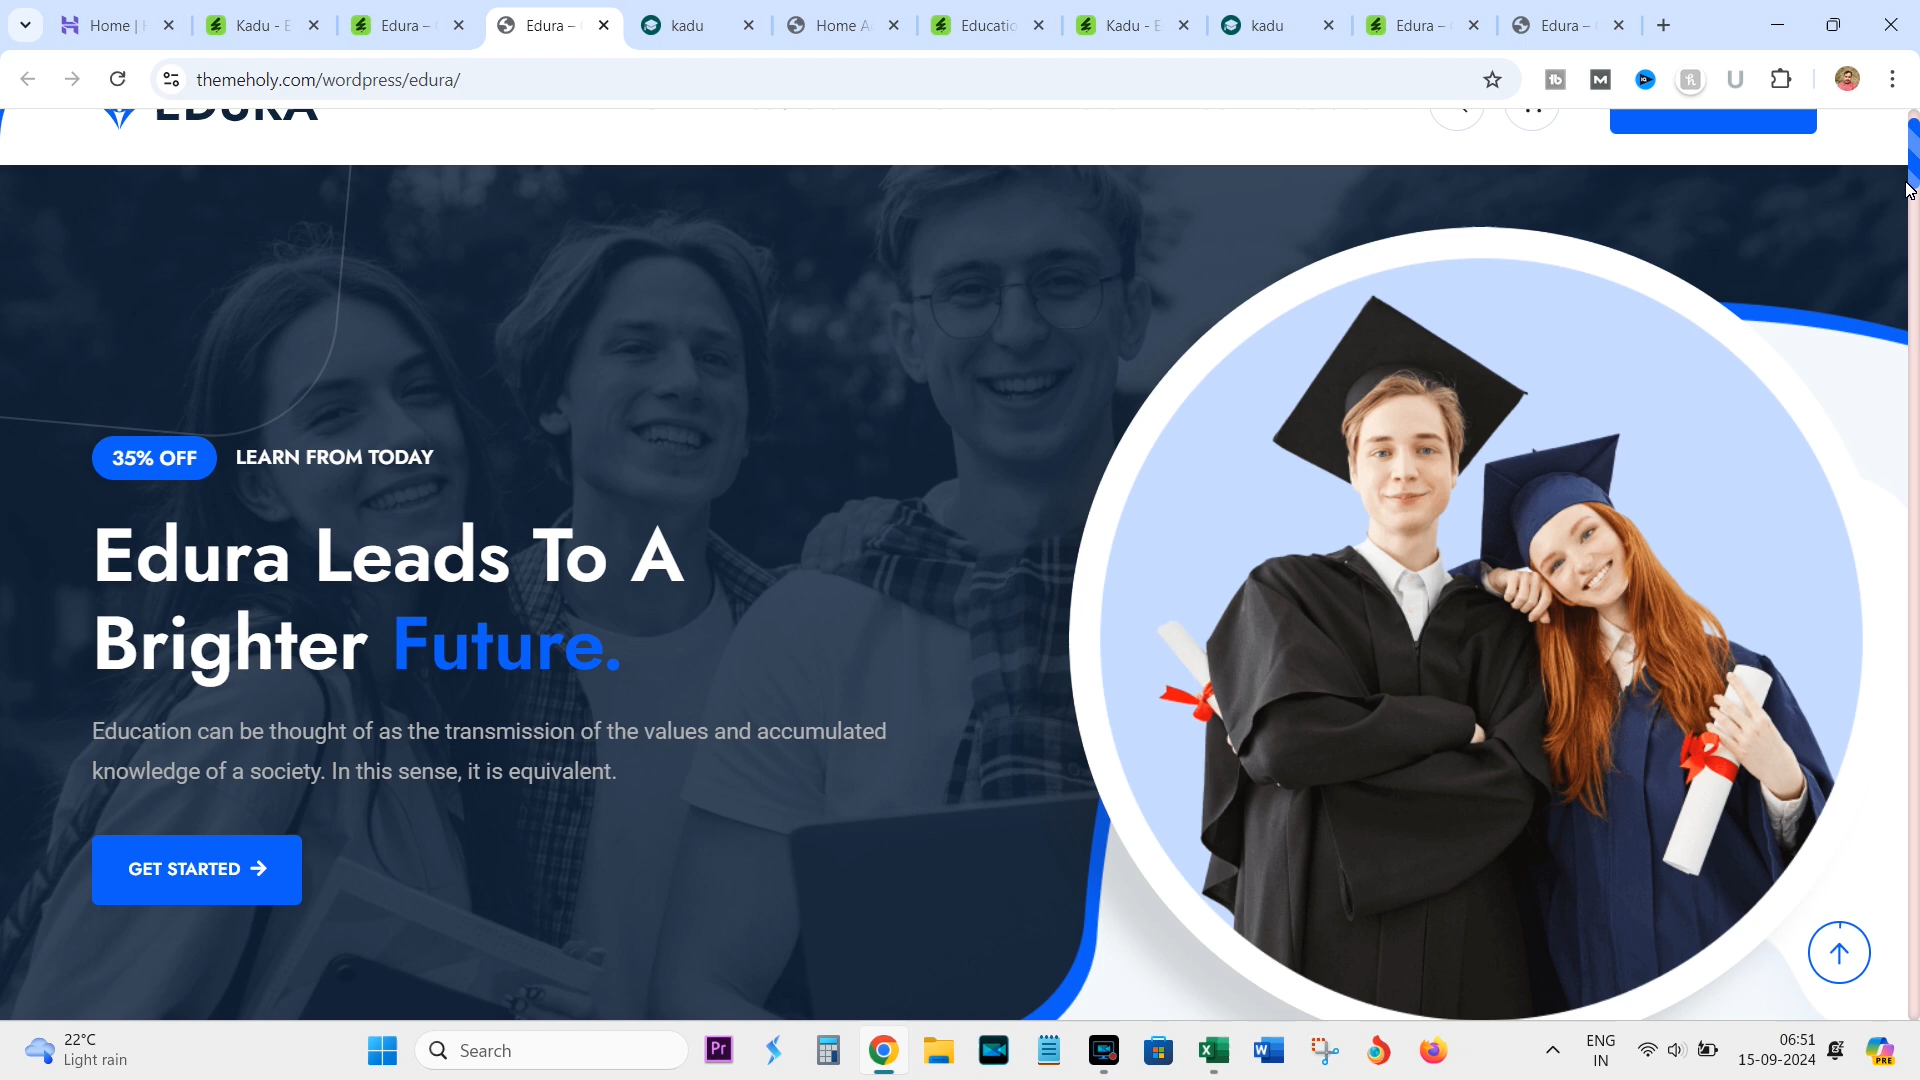 Home | H
Kadu - E
Edura –
Edura –
kadu
Home A
Educatio
Kadu - E
kadu
Edura –
Edura –
themeholy.com/wordpress/edura/
EDURA
35% OFF
LEARN FROM TODAY
Edura Leads To A
Brighter Future.
Education can be thought of as the transmission of the values and accumulated
knowledge of a society. In this sense, it is equivalent.
GET STARTED →
22°C
Light rain
Search
ENG
IN
06:51
15-09-2024